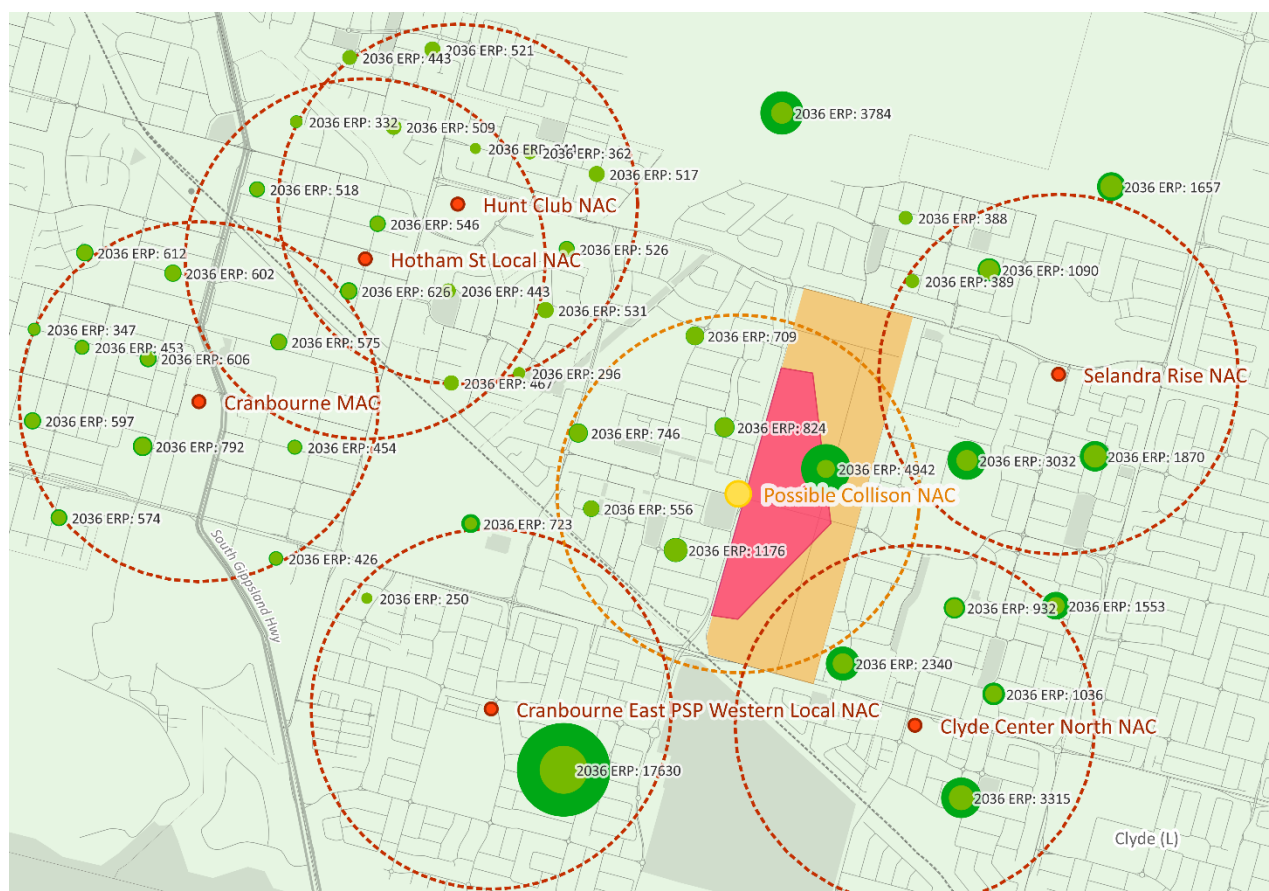 2036 ERP: 521
2036 ERP: 443
2036 ERP: 3784
2036 ERP: 332
2036 ERP: 509
2036 ERP:
2036 ERP: 362
2036 ERP: 517
2036 ERP: 518
2036 ERP: 1657
Hunt Club NAC
2036 ERP: 388
2036 ERP: 546
2036 ERP: 526
2036 ERP: 612
Hotham St Local NAC
2036 ERP: 602
2036 ERP: 1090
2036 ERP: 389
2036 ERP: 626
2036 ERP: 443
2036 ERP: 531
2036 ERP: 347
2036 ERP: 709
2036 ERP: 575
2036 ERP: 453
2036 ERP: 606
2036 ERP: 296
Selandra Rise NAC
2036 ERP: 467
Cranbourne MAC
2036 ERP: 597
2036 ERP: 824
2036 ERP: 746
2036 ERP: 792
2036 ERP: 454
2036 ERP: 1870
2036 ERP: 3032
2036 ERP: 4942
Possible Collison NAC
2036 ERP: 556
2036 ERP: 574
2036 ERP: 723
2036 ERP: 1176
2036 ERP: 426
South Gippsland Hwy
2036 ERP: 250
2036 ERP: 932
2036 ERP: 1553
2036 ERP: 2340
2036 ERP: 1036
Cranbourne East PSP Western Local NAC
Clyde Center North NAC
2036 ERP: 17630
2036 ERP: 3315
Clyde (L)